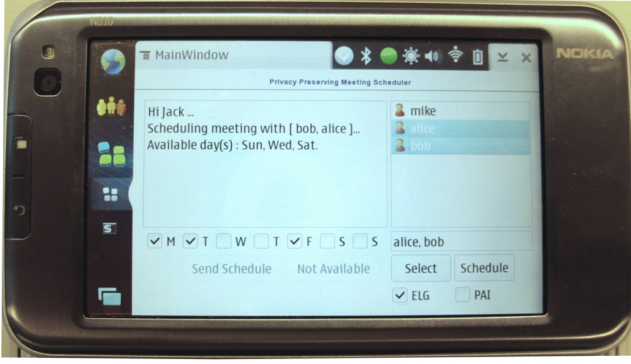 N810
MainWindow
NOKIA
Privacy Preserving Meeting Scheduler
Hi Jack ...
Scheduling meeting with [ bob, alice ]...
Available day(s) : Sun, Wed, Sat.
mike
alice
bob
M T W T F S S
alice, bob
Send Schedule Not Available Select Schedule
ELG PAI